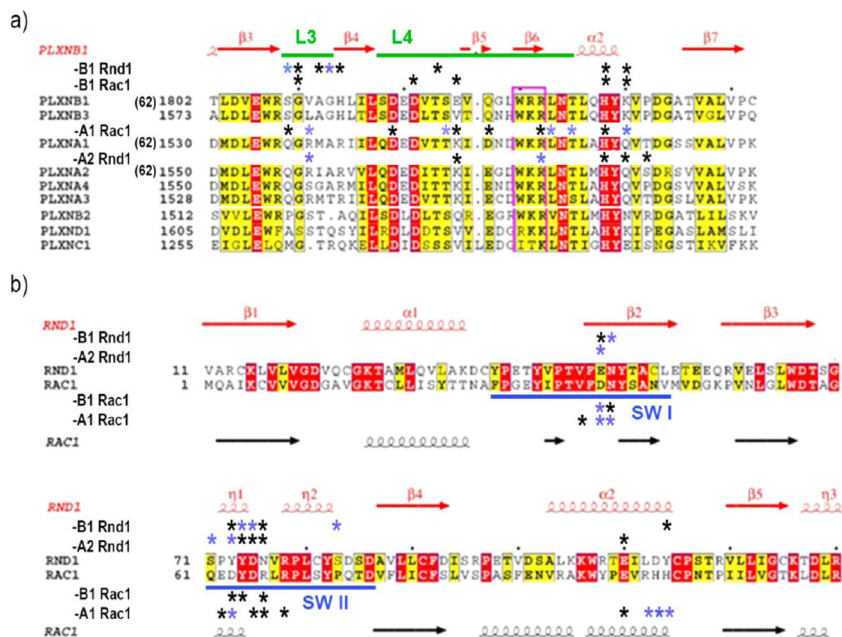 a)
L3 L4
β3 β4 β5 β6 α2 β7
PLXNB1
-B1 Rnd1
-B1 Rac1
PLXNB1 (62) 1802 TLDVEWRSGVAGHLILSDEDVTSEV.QGLWRRLNTLQHYKVPDGATVALVPC
PLXNB3 1573 ALDVEWRSGVAGHLTLSDEDVTSVT.QNHWKRLNTLQHYKVPDGATVGLVPQ
-A1 Rac1
PLXNA1 (62) 1530 DMDLEWRQGRMARIILQDEDVTTKI.DNDWKRLNTLAHYQVTDGSSVALVPK
-A2 Rnd1
PLXNA2 (62) 1550 DMDLEWRQGRIARVVLQDEDITTKI.EGDWKRLNTLMHYQVSDRSVVALVPK
PLXNA4 1550 DMDLEWRQGSGARMILQDEDITTKI.ENDWKRLNTLAHYQVPDGSVVALVSK
PLXNA3 1528 DMDLEWRQGRMTRIILQDEDVTTKI.ECDWKRLNSLAHYQVTDGSLVALVPK
PLXNB2 1512 SVVLEWRPGST.AQILSDLDLTSQR.EGRWKRVNTLMHYNVRDGATLILSKV
PLXND1 1605 DVDLEWFASSTQSYILRDLDDTSVV.EDGRKKLNTLAHYKIPEGASLAMSLI
PLXNC1 1255 EIGLELQMG.TRQKELLDIDSSSVILEDGITKLNTIGHYEISNGSTIKVFKK
b)
β1 α1 β2 β3
RND1
-B1 Rnd1
-A2 Rnd1
RND1 11 VARCKLVLVGDVQCGKTAMLQVLAKDCYPETYVPTVFENYTACLETEEQRVELSLWDTSG
RAC1 1 MQAIKCVVVGDGAVGKTCLLISYTTNAFPGEYIPTVFDNYSANVMVDGKPVNLGLWDTAG
-B1 Rac1
SW I
-A1 Rac1
RAC1
η1 η2 β4 α2 β5 η3
RND1
-B1 Rnd1
-A2 Rnd1
RND1 71 SPYYDNVRPLCYSDSDAVLLCFDISRPETVDSALKKWRTEILDYCPSTRVLLIGCKTDLR
RAC1 61 QEDYDRLRPLSYPQTDVFLICFSLVSPASFENVRAKWYPEVRHHCPNTPIILVGTKLDLR
SW II
-B1 Rac1
-A1 Rac1
RAC1